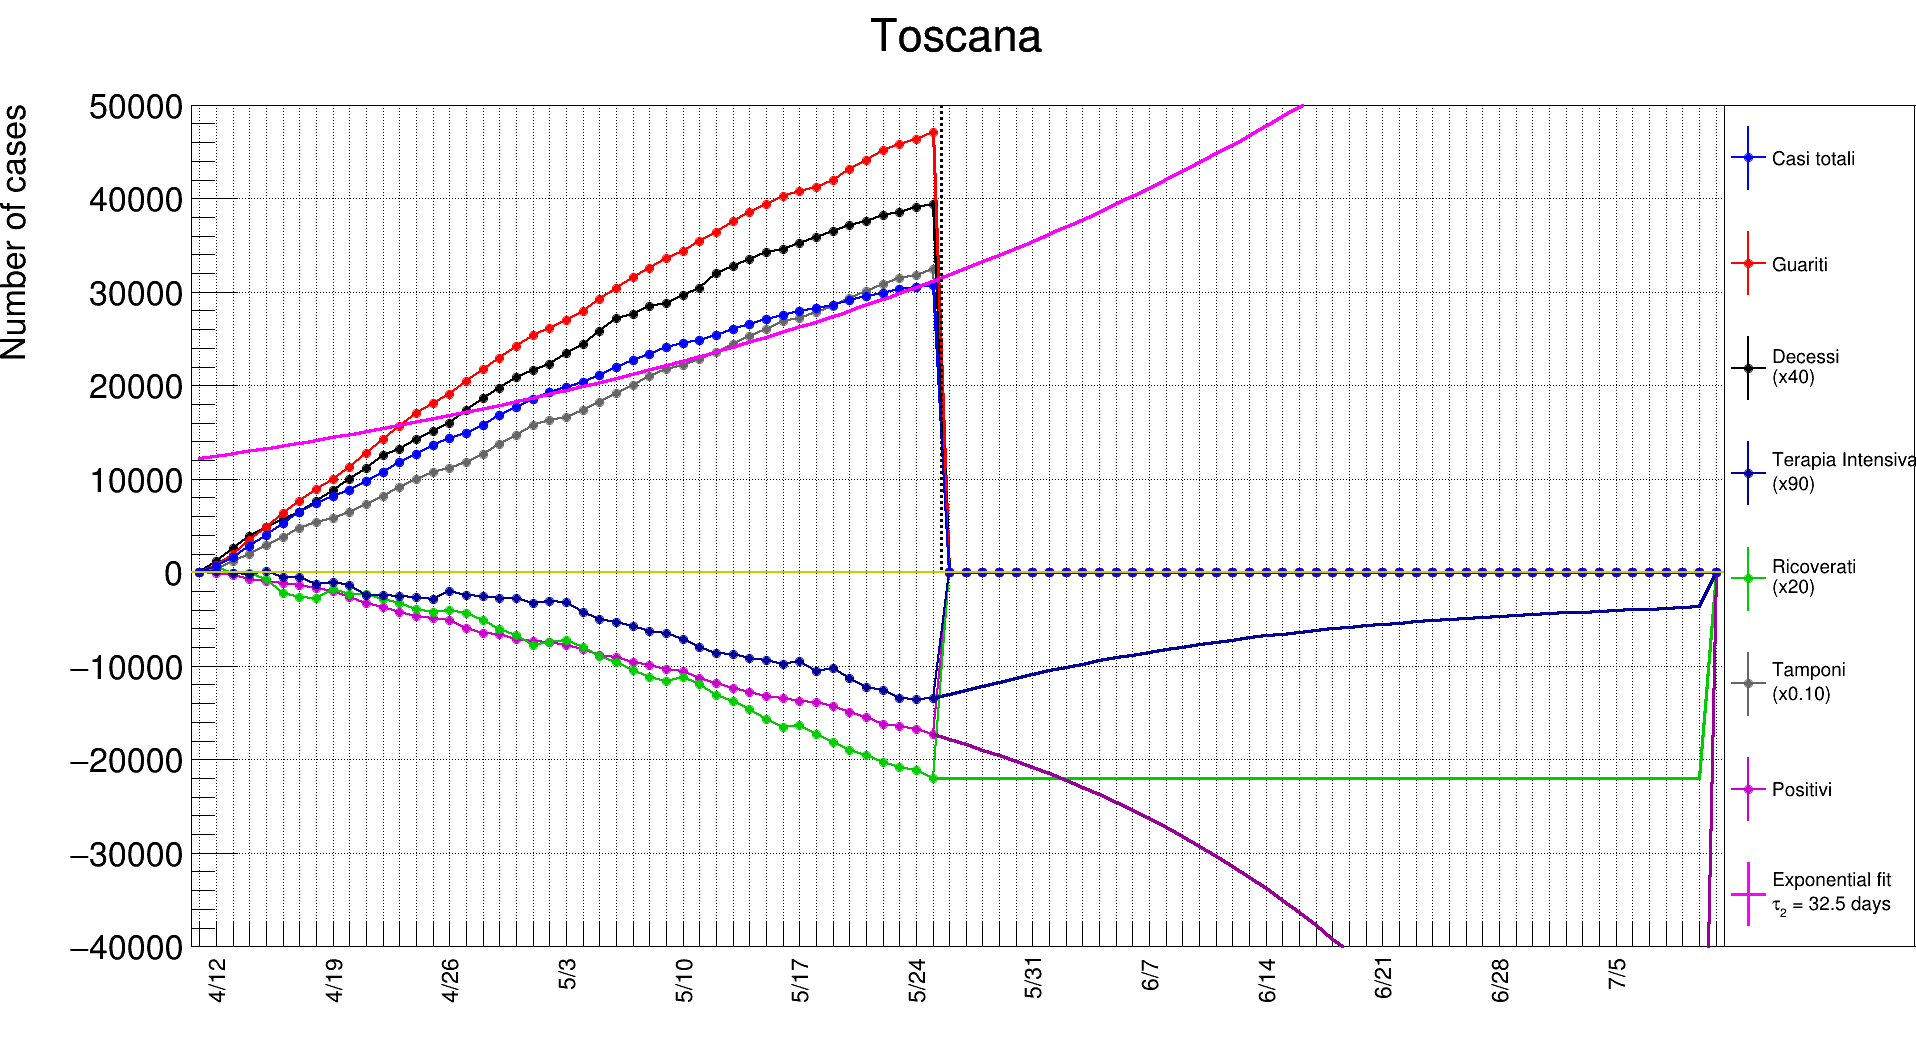 Toscana
Number of cases
50000
40000
30000
20000
10000
0
−10000
−20000
−30000
−40000
4/12
4/19
4/26
5/3
5/10
5/17
5/24
5/31
6/7
6/14
6/21
6/28
7/5
Casi totali
Guariti
Decessi
(x40)
Terapia Intensiva
(x90)
Ricoverati
(x20)
Tamponi
(x0.10)
Positivi
Exponential fit
τ2 = 32.5 days